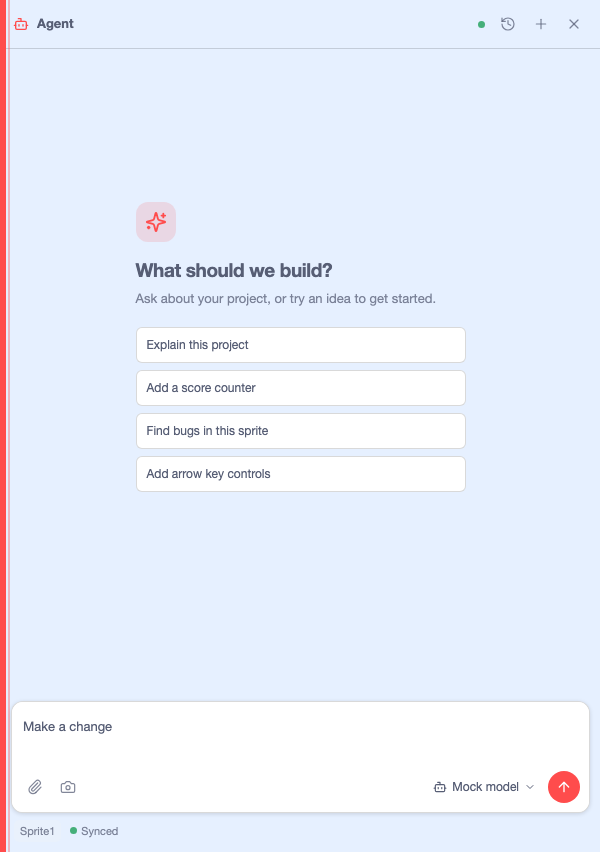 Agent
What should we build?
Ask about your project, or try an idea to get started.
Explain this project
Add a score counter
Find bugs in this sprite
Add arrow key controls
Make a change
Mock model
Sprite1
Synced